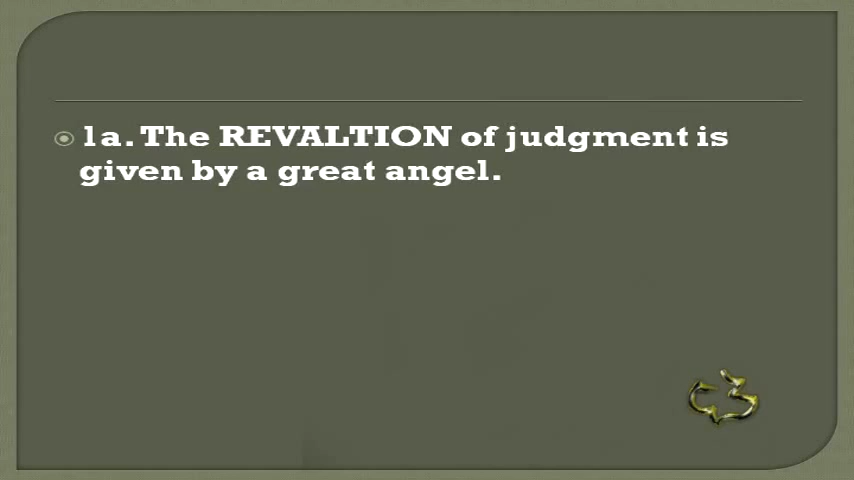 1a. The REVALTION of judgment is
given by a great angel.